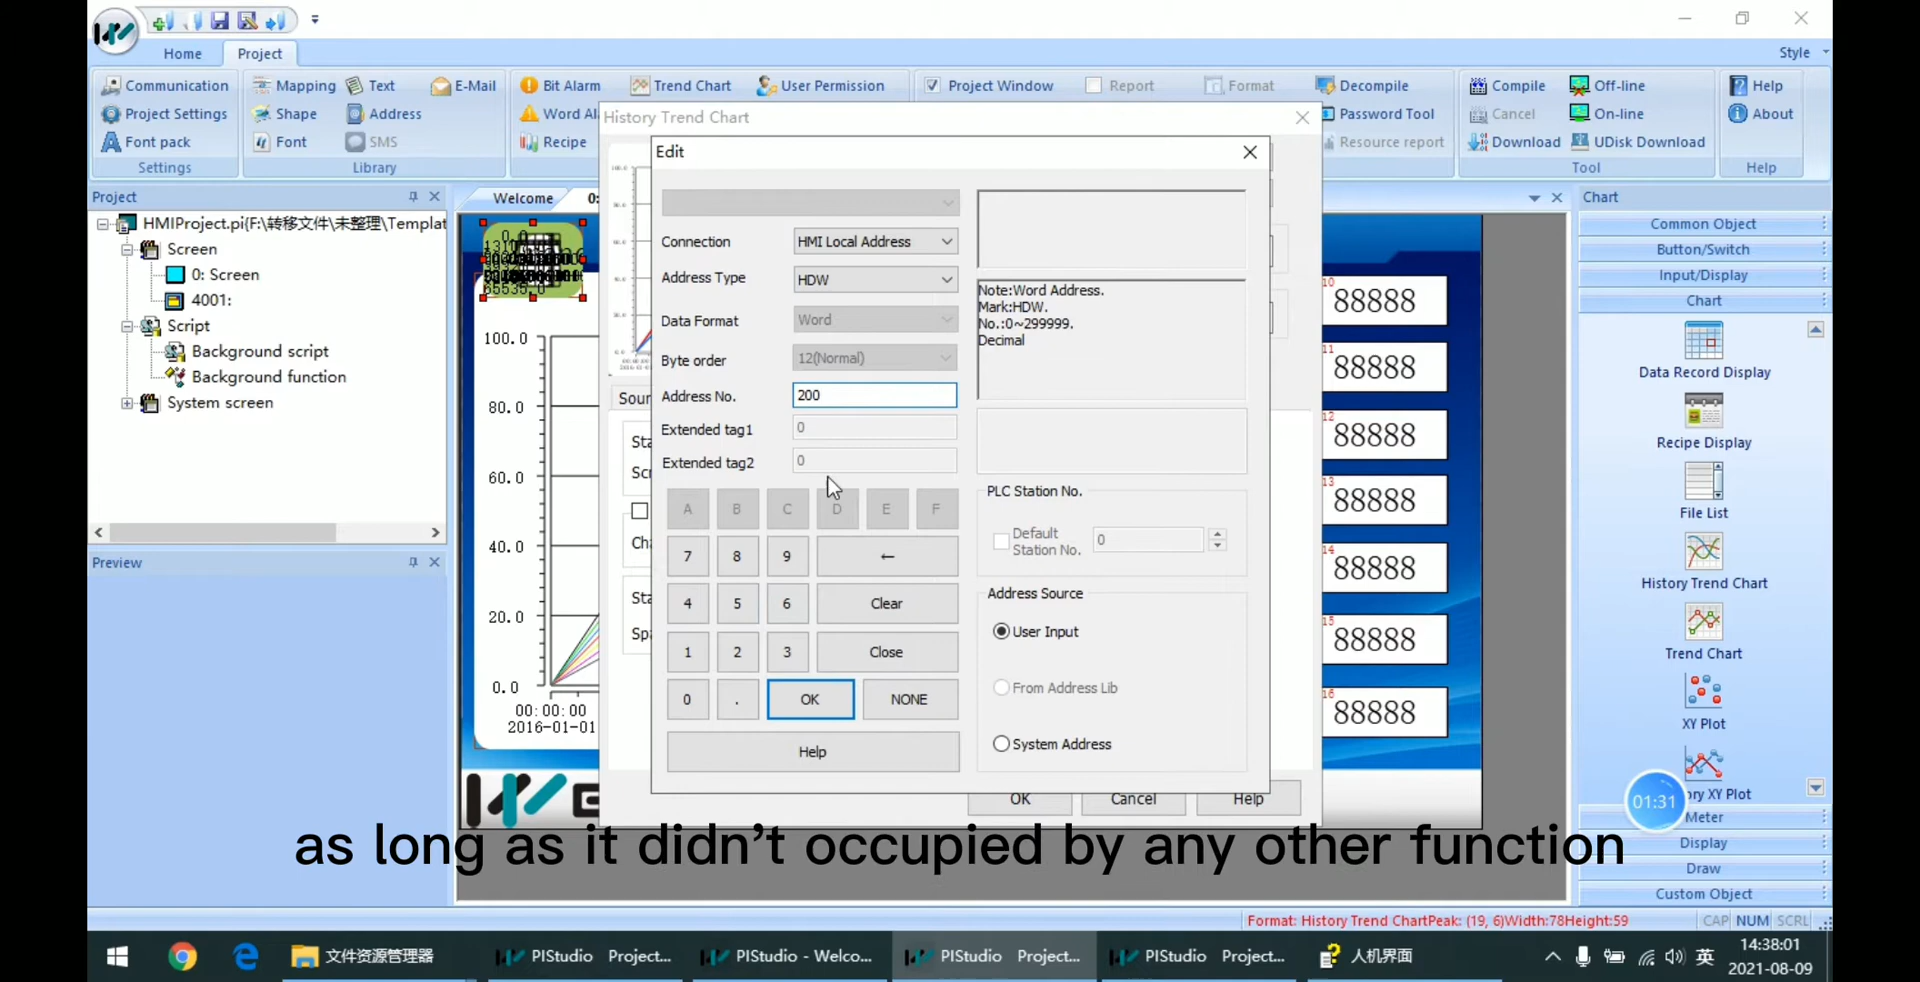 Home
Project
Style
Communication
Mapping
Text
E-Mail
Bit Alarm
Trend Chart
User Permission
Project Window
Report
Format
Decompile
Compile
Off-line
Help
Project Settings
Shape
Address
Word Al
Password Tool
Cancel
On-line
About
Font pack
Font
SMS
Recipe
Resource report
Download
UDisk Download
Settings
Library
Tool
Help
History Trend Chart
Edit
Project
HMIProject.pi{F:\转移文件\未整理\Templat
Screen
0: Screen
4001:
Script
Background script
Background function
System screen
Preview
Welcome
0:
100.0
80.0
60.0
40.0
20.0
0.0
00:00:00
2016-01-01
Sour
Connection
HMI Local Address
Address Type
HDW
Data Format
Word
Byte order
12(Normal)
Address No.
200
Extended tag1
0
Extended tag2
0
A
B
C
D
E
F
7
8
9
←
4
5
6
Clear
1
2
3
Close
0
.
OK
NONE
Help
Note:Word Address.
Mark:HDW.
No.:0~299999.
Decimal
PLC Station No.
Default
Station No.
0
Address Source
User Input
From Address Lib
System Address
OK
Cancel
Help
10
88888
11
88888
12
88888
13
88888
14
88888
15
88888
16
88888
Chart
Common Object
Button/Switch
Input/Display
Chart
Data Record Display
Recipe Display
File List
History Trend Chart
Trend Chart
XY Plot
ory XY Plot
01:31
Meter
Display
Draw
Custom Object
as long as it didn't occupied by any other function
Format: History Trend ChartPeak: (19, 6)Width:78Height:59
CAP NUM SCRL
文件资源管理器
PIStudio Project...
PIStudio - Welco...
PIStudio Project...
PIStudio Project...
人机界面
英
14:38:01
2021-08-09